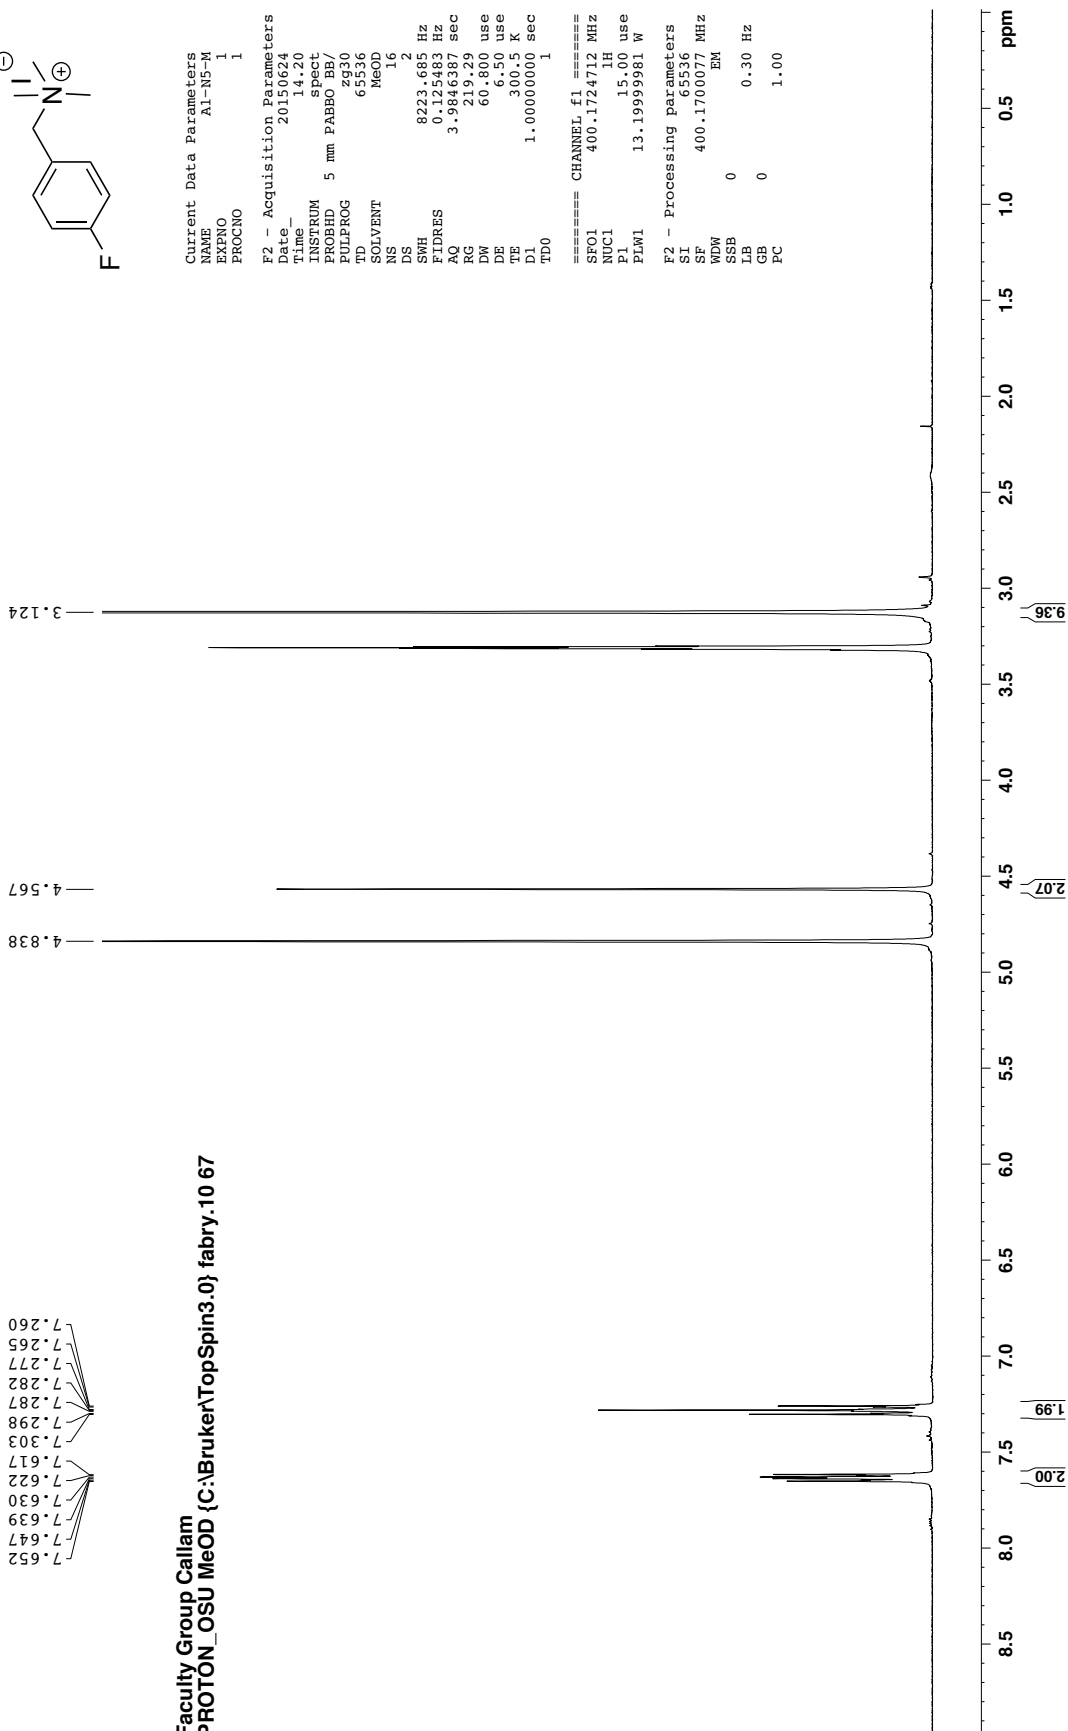 7.652
7.647
7.639
7.630
7.622
7.617
7.303
7.298
7.287
7.282
7.277
7.265
7.260
4.838
4.567
3.124
Faculty Group Callam
PROTON_OSU MeOD {C:\Bruker\TopSpin3.0} fabry.10 67
F
N
⊕
I
⊖
Current Data Parameters
NAME A1-N5-M
EXPNO 1
PROCNO 1
F2 - Acquisition Parameters
Date_ 20150624
Time 14.20
INSTRUM spect
PROBHD 5 mm PABBO BB/
PULPROG zg30
TD 65536
SOLVENT MeOD
NS 16
DS 2
SWH 8223.685 Hz
FIDRES 0.125483 Hz
AQ 3.9846387 sec
RG 219.29
DW 60.800 use
DE 6.50 use
TE 300.5 K
D1 1.00000000 sec
TD0 1
======== CHANNEL f1 ========
SFO1 400.1724712 MHz
NUC1 1H
P1 15.00 use
PLW1 13.19999981 W
F2 - Processing parameters
SI 65536
SF 400.1700077 MHz
WDW EM
SSB 0
LB 0.30 Hz
GB 0
PC 1.00
8.5 8.0 7.5 7.0 6.5 6.0 5.5 5.0 4.5 4.0 3.5 3.0 2.5 2.0 1.5 1.0 0.5 ppm
2.00
1.99
2.07
9.36